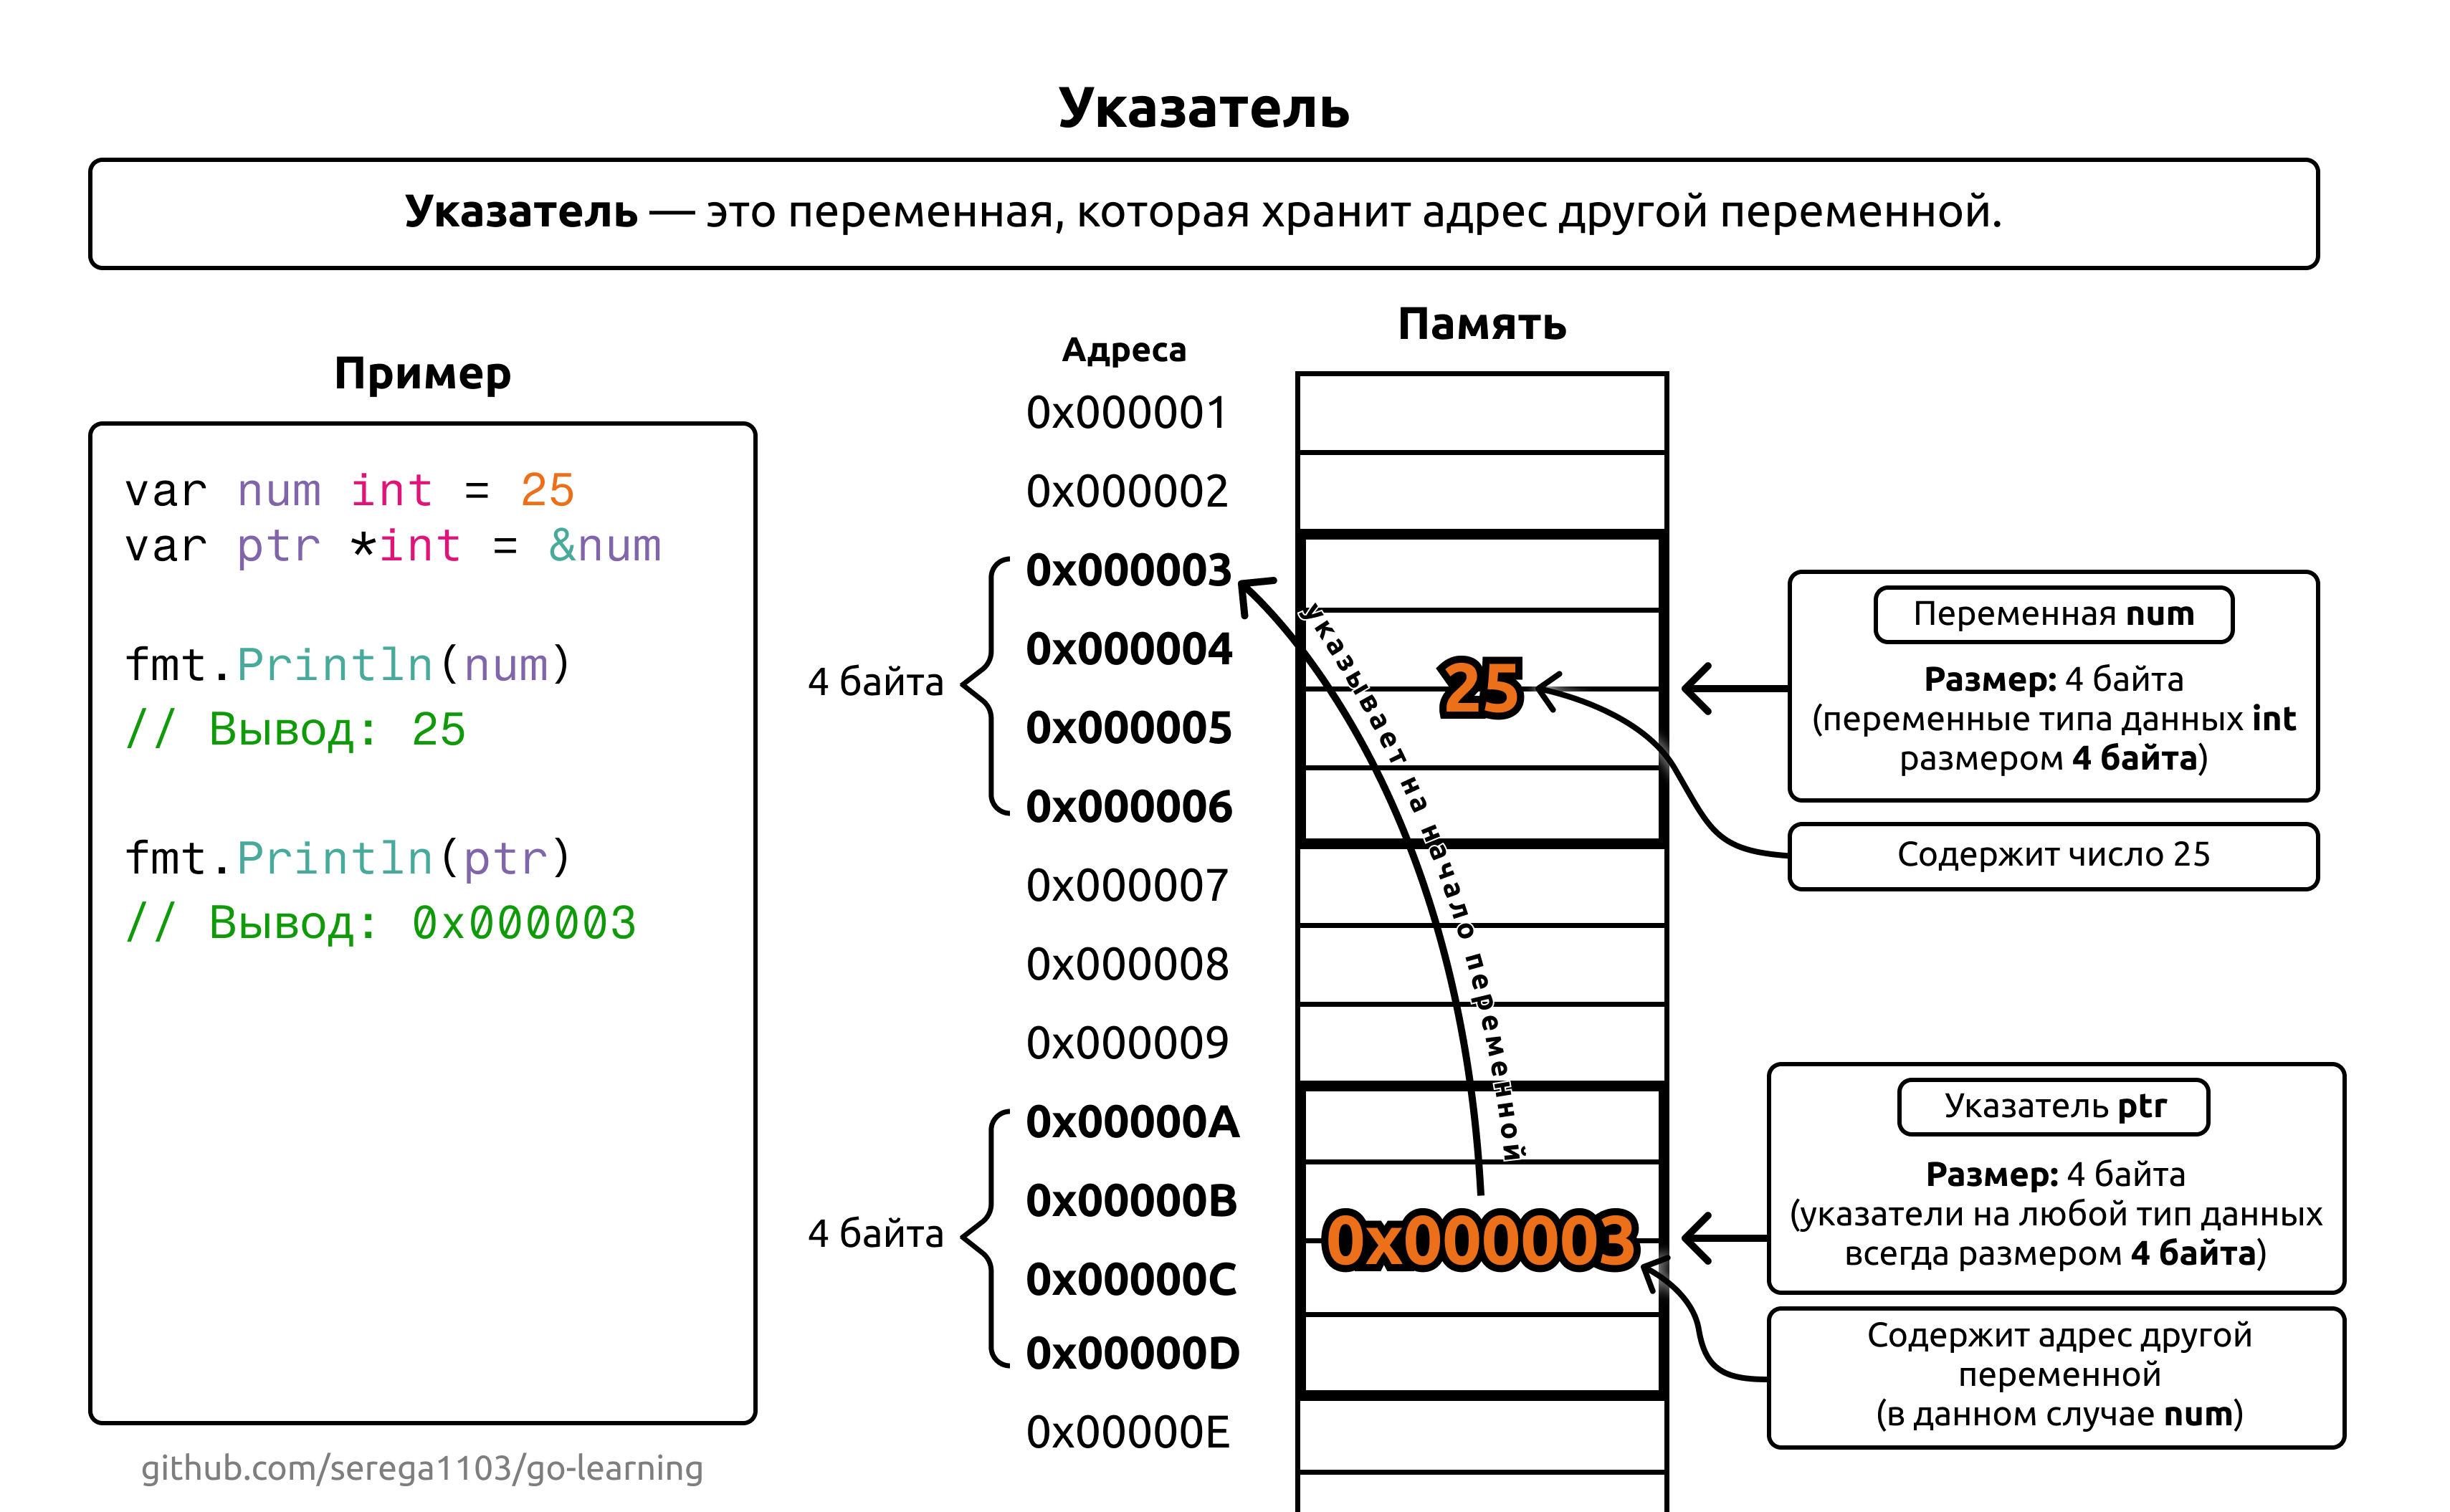 Указатель
Указатель — это переменная, которая хранит адрес другой переменной.
Пример
var num int = 25
var ptr *int = &num
fmt.Println(num)
// Вывод: 25
fmt.Println(ptr)
// Вывод: 0x000003
github.com/serega1103/go-learning
Адреса
0x000001
0x000002
0x000003
0x000004
0x000005
0x000006
0x000007
0x000008
0x000009
0x00000A
0x00000B
0x00000C
0x00000D
0x00000E
4 байта
4 байта
Память
25
указывает на начало переменной
0x000003
Переменная num
Размер: 4 байта
(переменные типа данных int
размером 4 байта)
Содержит число 25
Указатель ptr
Размер: 4 байта
(указатели на любой тип данных
всегда размером 4 байта)
Содержит адрес другой
переменной
(в данном случае num)